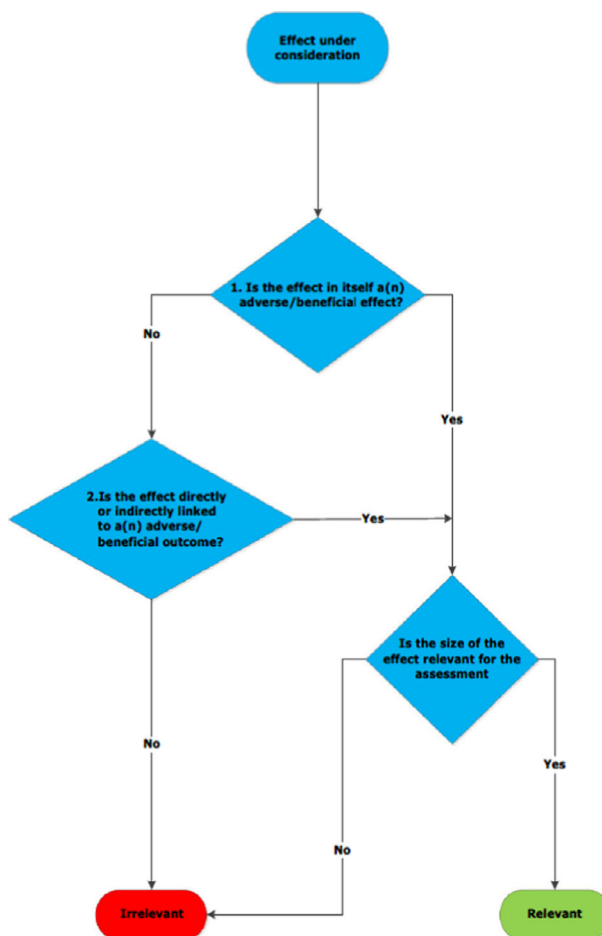 Effect under
consideration
1. Is the effect in itself a(n)
adverse/beneficial effect?
No
Yes
2.Is the effect directly
or indirectly linked
to a(n) adverse/
beneficial outcome?
Yes
Is the size of the
effect relevant for the
assessment
No
Yes
No
Irrelevant
Relevant